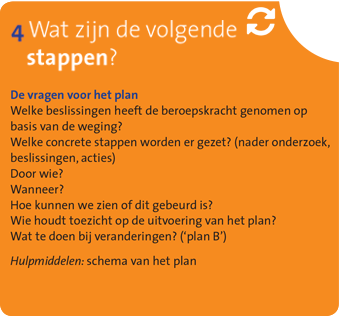 4 Wat zijn de volgende
stappen?
De vragen voor het plan
Welke beslissingen heeft de beroepskracht genomen op
basis van de weging?
Welke concrete stappen worden er gezet? (nader onderzoek,
beslissingen, acties)
Door wie?
Wanneer?
Hoe kunnen we zien of dit gebeurd is?
Wie houdt toezicht op de uitvoering van het plan?
Wat te doen bij veranderingen? (‘plan B’)
Hulpmiddelen: schema van het plan